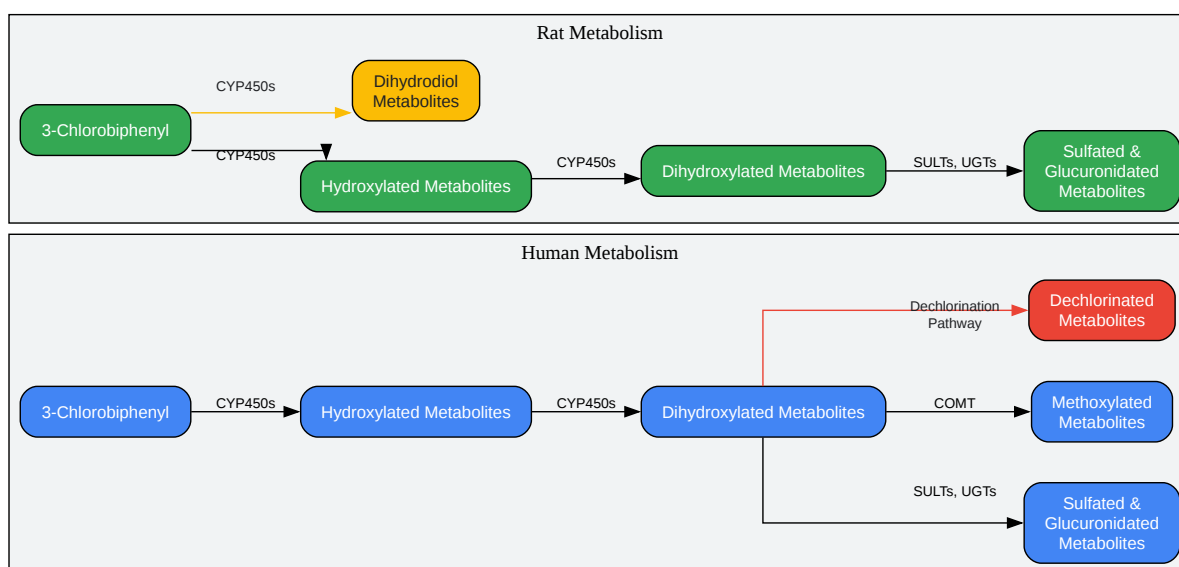 Rat Metabolism
CYP450s
Dihydrodiol
Metabolites
3-Chlorobiphenyl
CYP450s
Hydroxylated Metabolites
CYP450s
Dihydroxylated Metabolites
SULTs, UGTs
Sulfated &
Glucuronidated
Metabolites
Human Metabolism
Dechlorination
Pathway
Dechlorinated
Metabolites
3-Chlorobiphenyl
CYP450s
Hydroxylated Metabolites
CYP450s
Dihydroxylated Metabolites
COMT
Methoxylated
Metabolites
SULTs, UGTs
Sulfated &
Glucuronidated
Metabolites